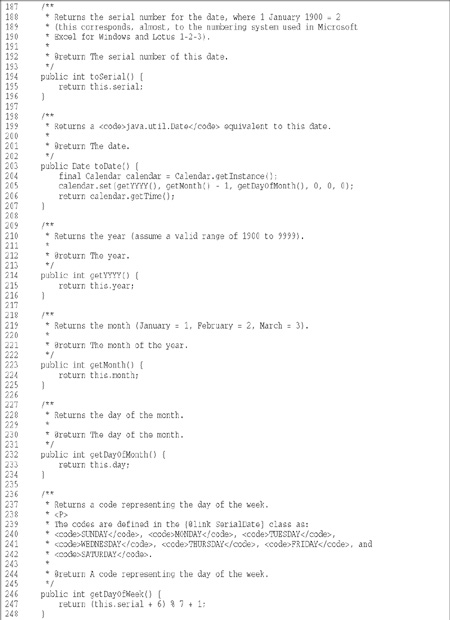 187 /**
188 * Returns the serial number for the date, where 1 January 1900 = 2
189 * (this corresponds, almost, to the numbering system used in Microsoft
190 * Excel for Windows and Lotus 1-2-3).
191 *
192 * @return The serial number of this date.
193 */
194 public int toSerial() {
195 return this.serial;
196 }
197
198 /**
199 * Returns a <code>java.util.Date</code> equivalent to this date.
200 *
201 * @return The date.
202 */
203 public Date toDate() {
204 final Calendar calendar = Calendar.getInstance();
205 calendar.set(getYYYY(), getMonth() - 1, getDayOfMonth(), 0, 0, 0);
206 return calendar.getTime();
207 }
208
209 /**
210 * Returns the year (assume a valid range of 1900 to 9999).
211 *
212 * @return The year.
213 */
214 public int getYYYY() {
215 return this.year;
216 }
217
218 /**
219 * Returns the month (January = 1, February = 2, March = 3).
220 *
221 * @return The month of the year.
222 */
223 public int getMonth() {
224 return this.month;
225 }
226
227 /**
228 * Returns the day of the month.
229 *
230 * @return The day of the month.
231 */
232 public int getDayOfMonth() {
233 return this.day;
234 }
235
236 /**
237 * Returns a code representing the day of the week.
238 * <P>
239 * The codes are defined in the {@link SerialDate} class as:
240 * <code>SUNDAY</code>, <code>MONDAY</code>, <code>TUESDAY</code>,
241 * <code>WEDNESDAY</code>, <code>THURSDAY</code>, <code>FRIDAY</code>, and
242 * <code>SATURDAY</code>.
243 *
244 * @return A code representing the day of the week.
245 */
246 public int getDayOfWeek() {
247 return (this.serial + 6) % 7 + 1;
248 }